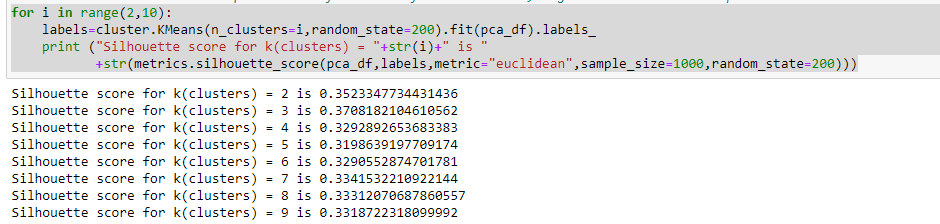 for i in range(2,10):
    labels=cluster.KMeans(n_clusters=i,random_state=200).fit(pca_df).labels_
    print ("Silhouette score for k(clusters) = "+str(i)+" is "
           +str(metrics.silhouette_score(pca_df,labels,metric="euclidean",sample_size=1000,random_state=200)))
Silhouette score for k(clusters) = 2 is 0.3523347734431436
Silhouette score for k(clusters) = 3 is 0.3708182104610562
Silhouette score for k(clusters) = 4 is 0.3292892653683383
Silhouette score for k(clusters) = 5 is 0.3198639197709174
Silhouette score for k(clusters) = 6 is 0.3290552874701781
Silhouette score for k(clusters) = 7 is 0.3341532210922144
Silhouette score for k(clusters) = 8 is 0.33312070687860557
Silhouette score for k(clusters) = 9 is 0.3318722318099992